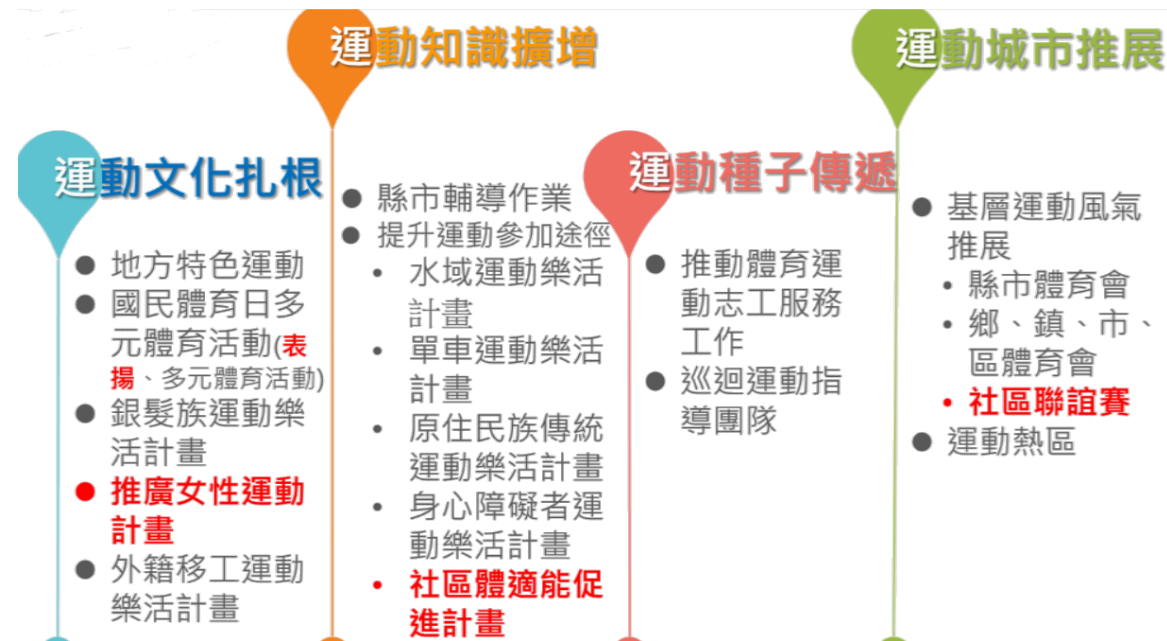 運動文化扎根
● 地方特色運動
● 國民體育日多
元體育活動(表
揚、多元體育活動)
● 銀髮族運動樂
活計畫
● 推廣女性運動
計畫
● 外籍移工運動
樂活計畫
運動知識擴增
● 縣市輔導作業
● 提升運動參加途徑
• 水域運動樂活
計畫
• 單車運動樂活
計畫
• 原住民族傳統
運動樂活計畫
• 身心障礙者運
動樂活計畫
• 社區體適能促
進計畫
運動種子傳遞
● 推動體育運
動志工服務
工作
● 巡迴運動指
導團隊
運動城市推展
● 基層運動風氣
推展
• 縣市體育會
• 鄉、鎮、市、
區體育會
• 社區聯誼賽
● 運動熱區